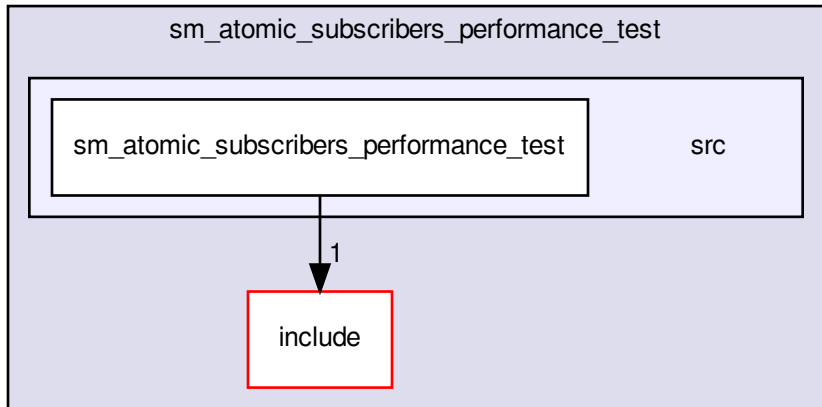 sm_atomic_subscribers_performance_test
sm_atomic_subscribers_performance_test
src
1
include